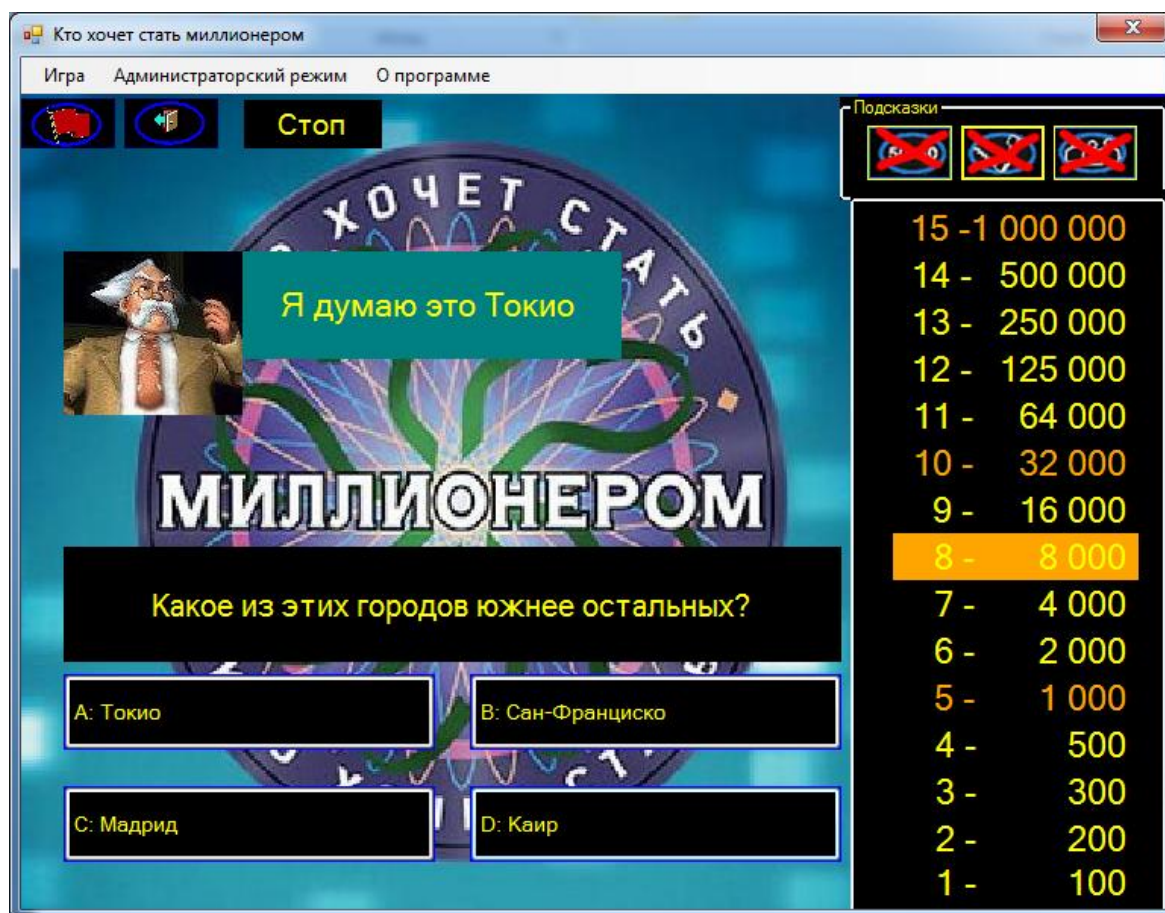 Кто хочет стать миллионером
Игра Администраторский режим О программе
Стоп
Подсказки
ХОЧЕТ СТАТЬ
15 -1 000 000
14 - 500 000
13 - 250 000
12 - 125 000
11 - 64 000
10 - 32 000
9 - 16 000
8 - 8 000
7 - 4 000
6 - 2 000
5 - 1 000
4 - 500
3 - 300
2 - 200
1 - 100
Я думаю это Токио
МИЛЛИОНЕРОМ
Какое из этих городов южнее остальных?
A: Токио
B: Сан-Франциско
C: Мадрид
D: Каир